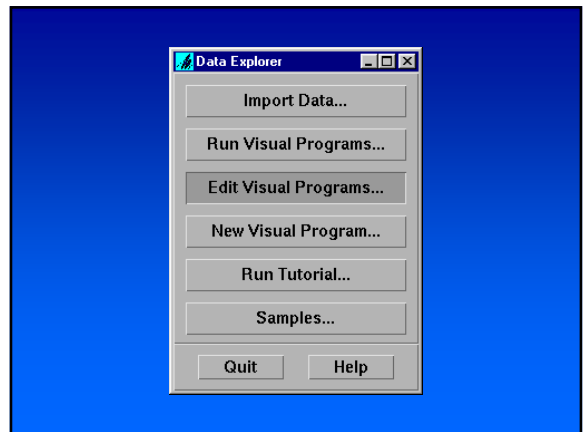 Data Explorer
Import Data...
Run Visual Programs...
Edit Visual Programs...
New Visual Program...
Run Tutorial...
Samples...
Quit Help